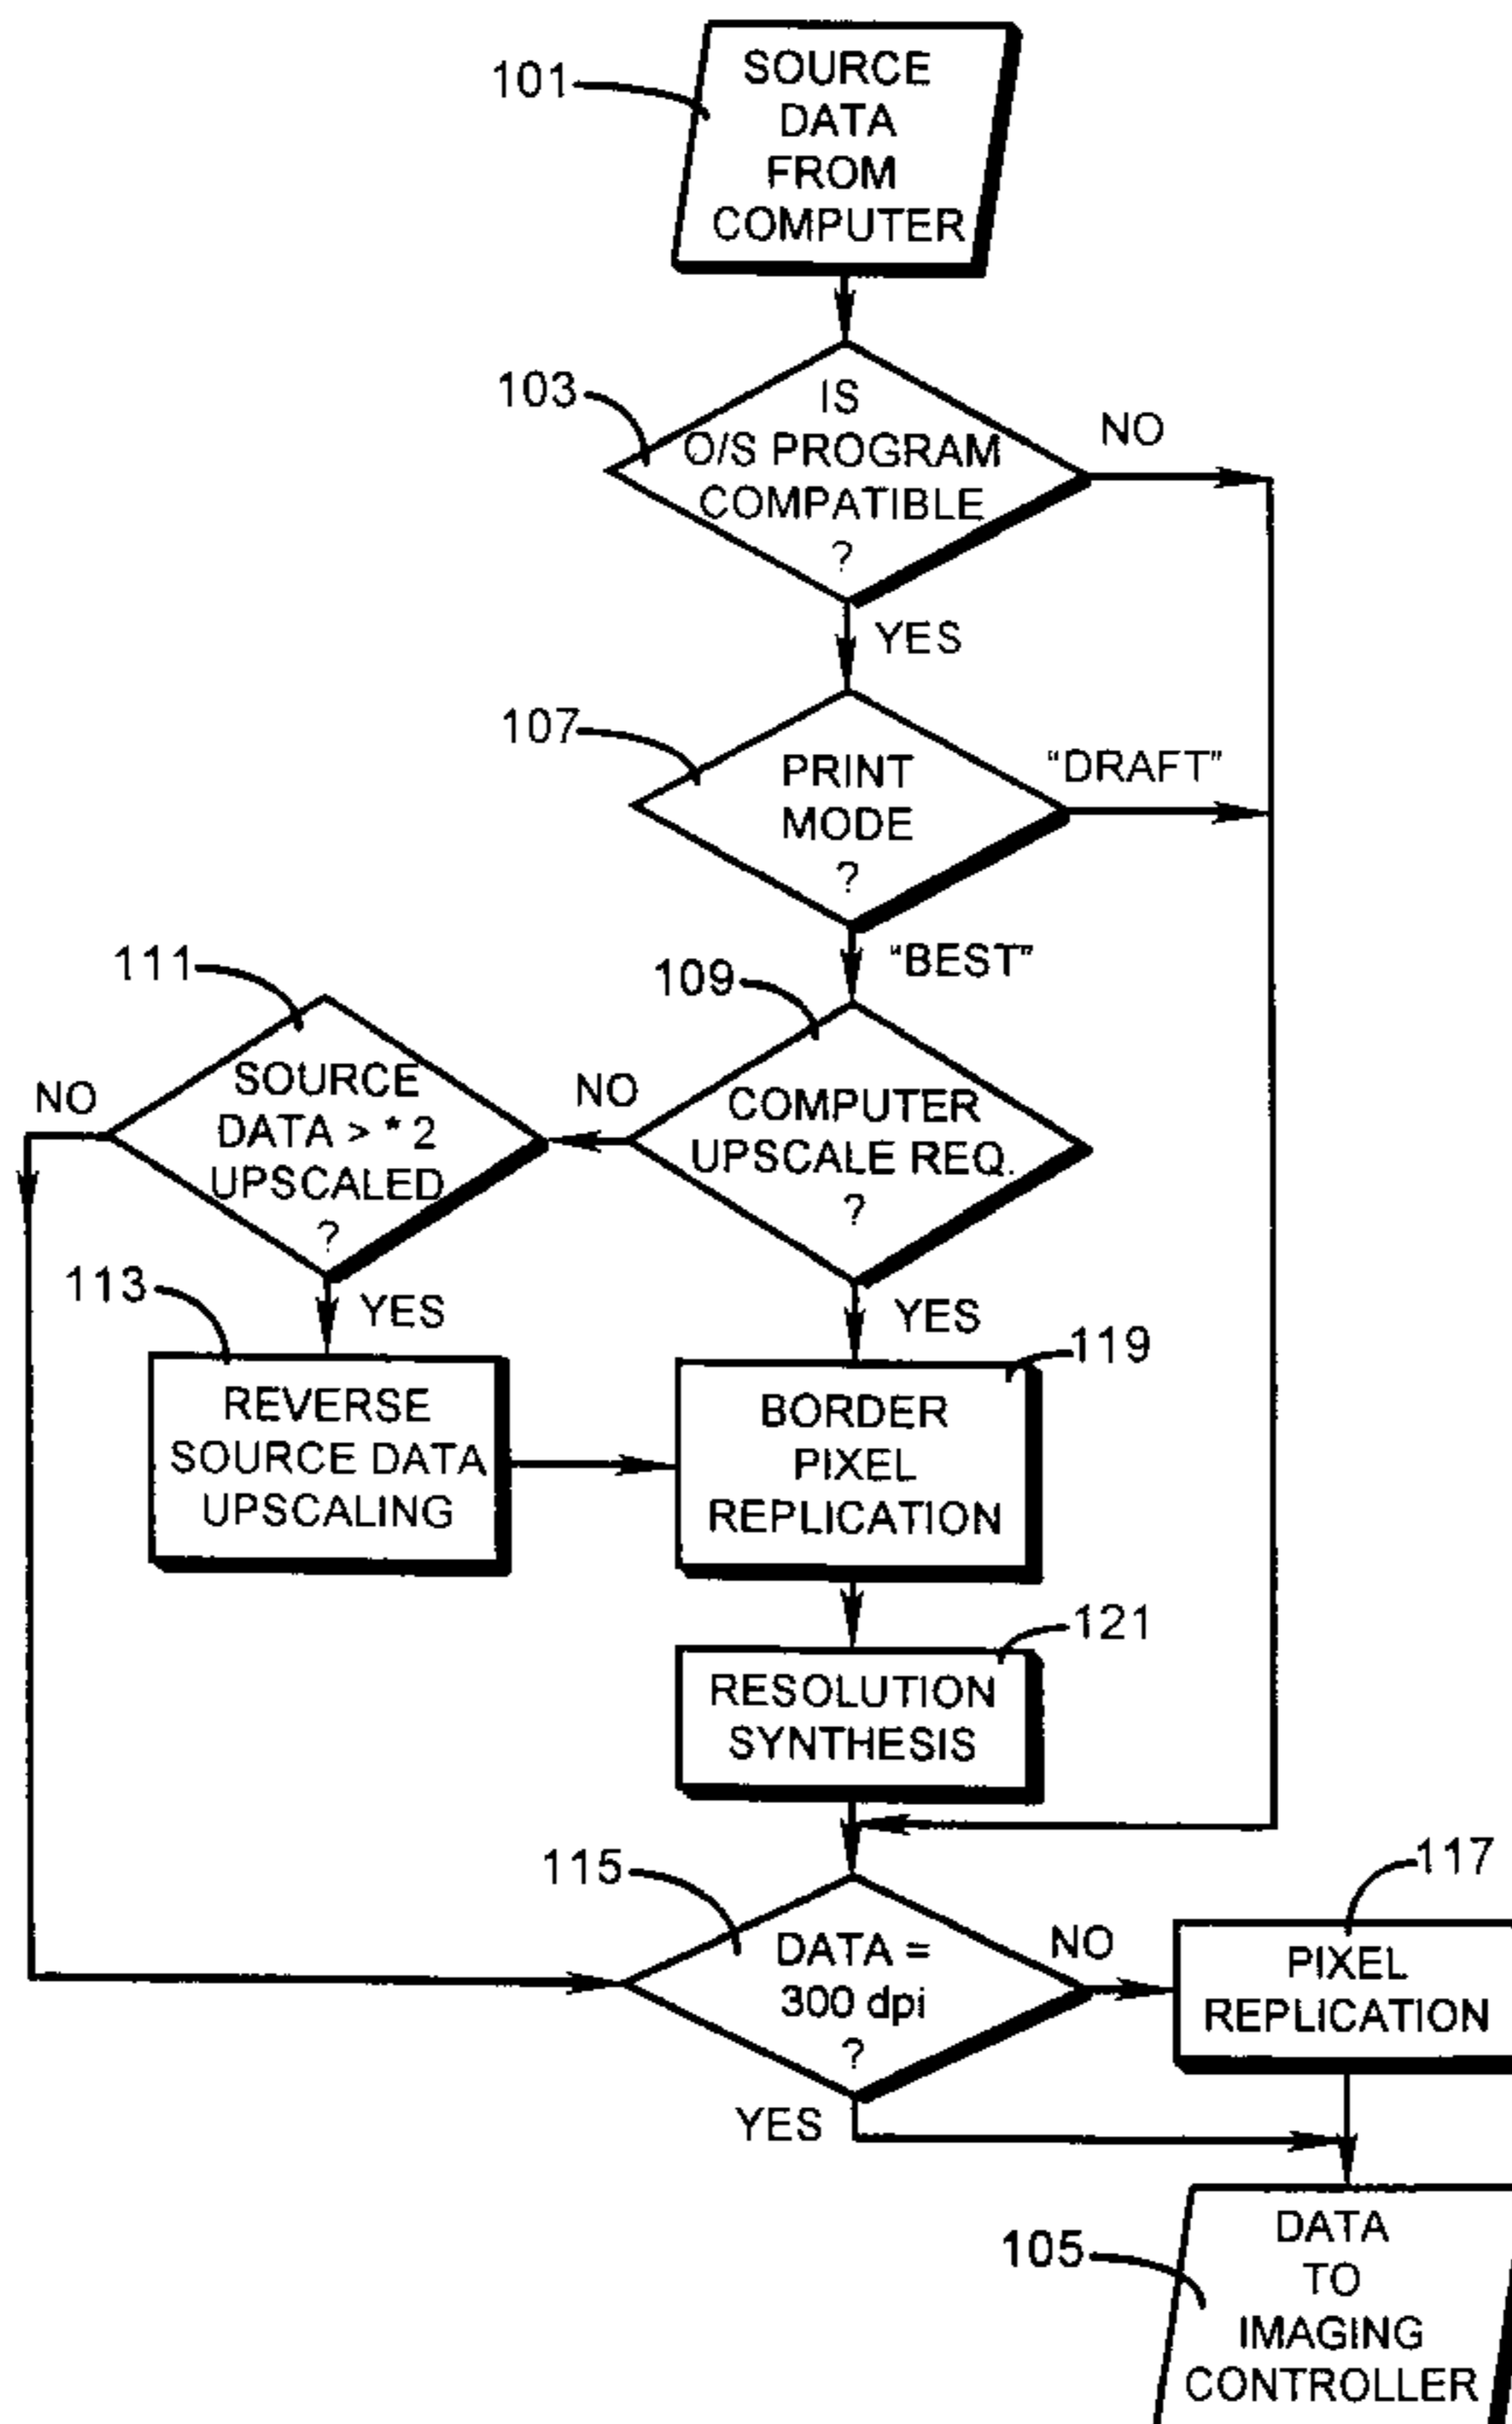 101
SOURCE
DATA
FROM
COMPUTER
103
IS
O/S PROGRAM
COMPATIBLE
?
NO
YES
107
PRINT
MODE
?
"DRAFT"
"BEST"
111
109
NO
SOURCE
DATA > * 2
UPSCALED
?
NO
COMPUTER
UPSCALE REQ.
?
113
YES
YES
119
REVERSE
SOURCE DATA
UPSCALING
BORDER
PIXEL
REPLICATION
121
RESOLUTION
SYNTHESIS
115
DATA =
300 dpi
?
NO
117
PIXEL
REPLICATION
YES
105
DATA
TO
IMAGING
CONTROLLER